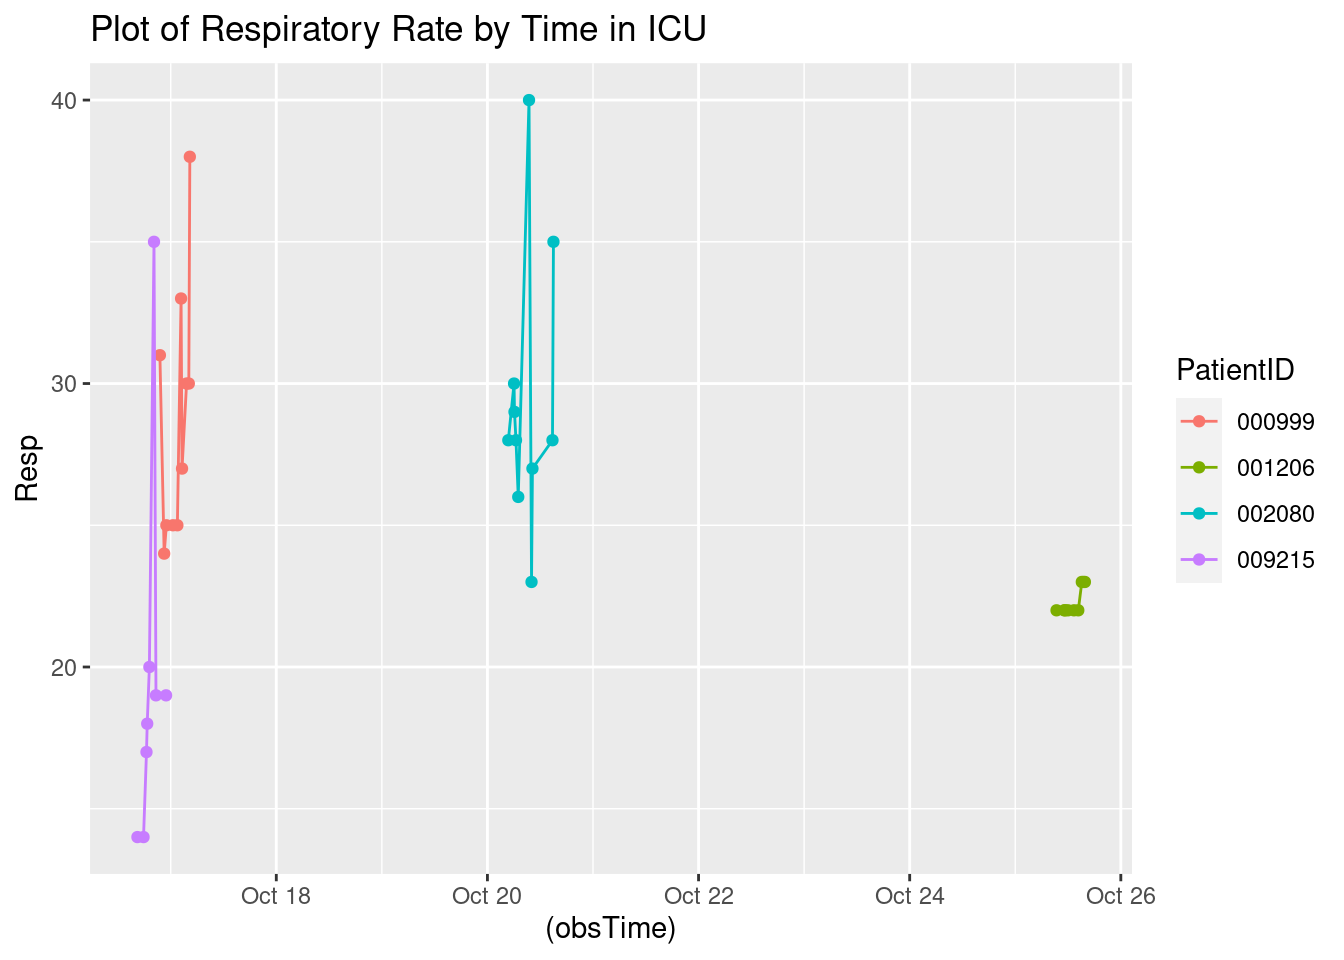 Plot of Respiratory Rate by Time in ICU
40
30
20
Resp
Oct 18 Oct 20 Oct 22 Oct 24 Oct 26
(obsTime)
PatientID
000999
001206
002080
009215